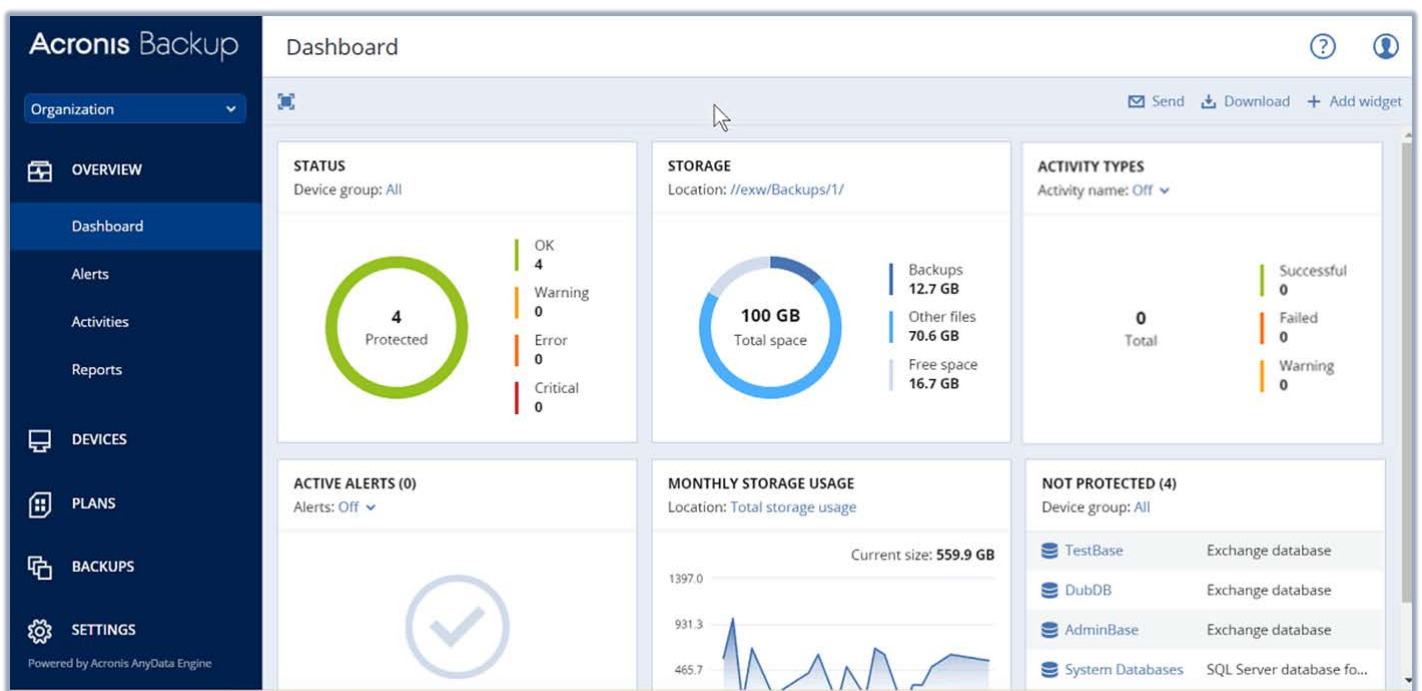 Acronis Backup
Organization
OVERVIEW
Dashboard
Alerts
Activities
Reports
DEVICES
PLANS
BACKUPS
SETTINGS
Powered by Acronis AnyData Engine
Dashboard
?
Send
Download
+ Add widget
STATUS
Device group: All
4
Protected
OK
4
Warning
0
Error
0
Critical
0
STORAGE
Location: //exw/Backups/1/
100 GB
Total space
Backups
12.7 GB
Other files
70.6 GB
Free space
16.7 GB
ACTIVITY TYPES
Activity name: Off
0
Total
Successful
0
Failed
0
Warning
0
ACTIVE ALERTS (0)
Alerts: Off
MONTHLY STORAGE USAGE
Location: Total storage usage
Current size: 559.9 GB
1397.0
931.3
465.7
NOT PROTECTED (4)
Device group: All
TestBase Exchange database
DubDB Exchange database
AdminBase Exchange database
System Databases SQL Server database fo...